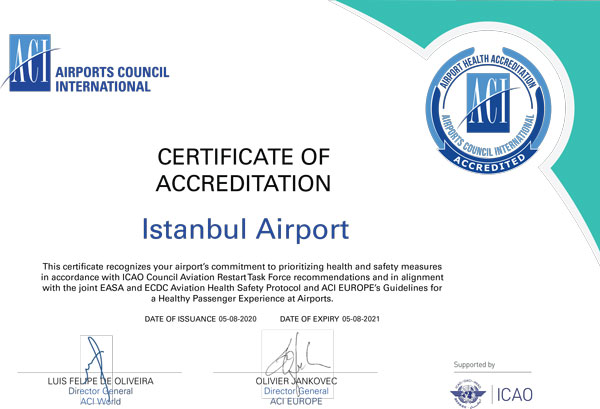 ACI
AIRPORTS COUNCIL
INTERNATIONAL
AIRPORT HEALTH ACCREDITATION
ACI
AIRPORTS COUNCIL INTERNATIONAL
ACCREDITED
CERTIFICATE OF
ACCREDITATION
Istanbul Airport
This certificate recognizes your airport's commitment to prioritizing health and safety measures
in accordance with ICAO Council Aviation Restart Task Force recommendations and in alignment
with the joint EASA and ECDC Aviation Health Safety Protocol and ACI EUROPE's Guidelines for
a Healthy Passenger Experience at Airports.
DATE OF ISSUANCE 05-08-2020 DATE OF EXPIRY 05-08-2021
LUIS FELIPE DE OLIVEIRA
Director General
ACI World
OLIVIER JANKOVEC
Director General
ACI EUROPE
Supported by
ICAO